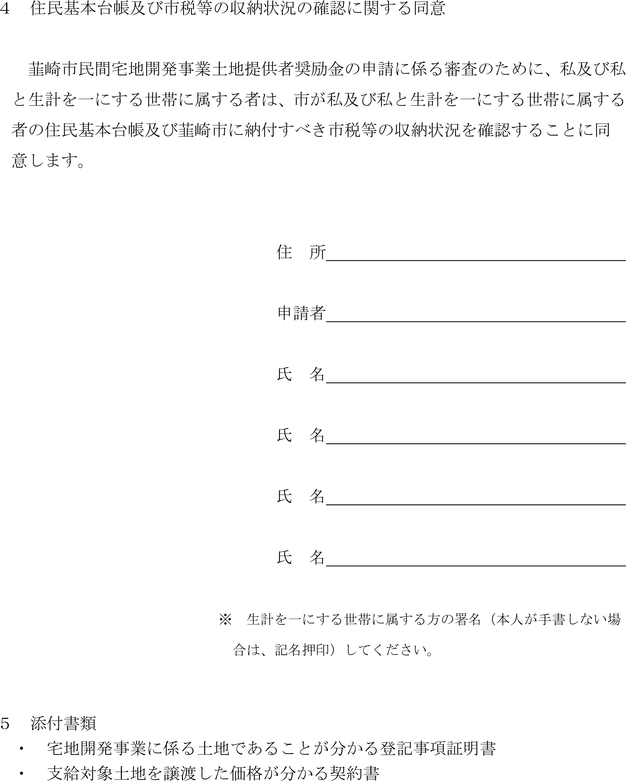 ４　住民基本台帳及び市税等の収納状況の確認に関する同意
韮崎市民間宅地開発事業土地提供者奨励金の申請に係る審査のために、私及び私
と生計を一にする世帯に属する者は、市が私及び私と生計を一にする世帯に属する
者の住民基本台帳及び韮崎市に納付すべき市税等の収納状況を確認することに同
意します。
住　所
申請者
氏　名
氏　名
氏　名
氏　名
※　生計を一にする世帯に属する方の署名（本人が手書しない場
合は、記名押印）してください。
５　添付書類
・　宅地開発事業に係る土地であることが分かる登記事項証明書
・　支給対象土地を譲渡した価格が分かる契約書